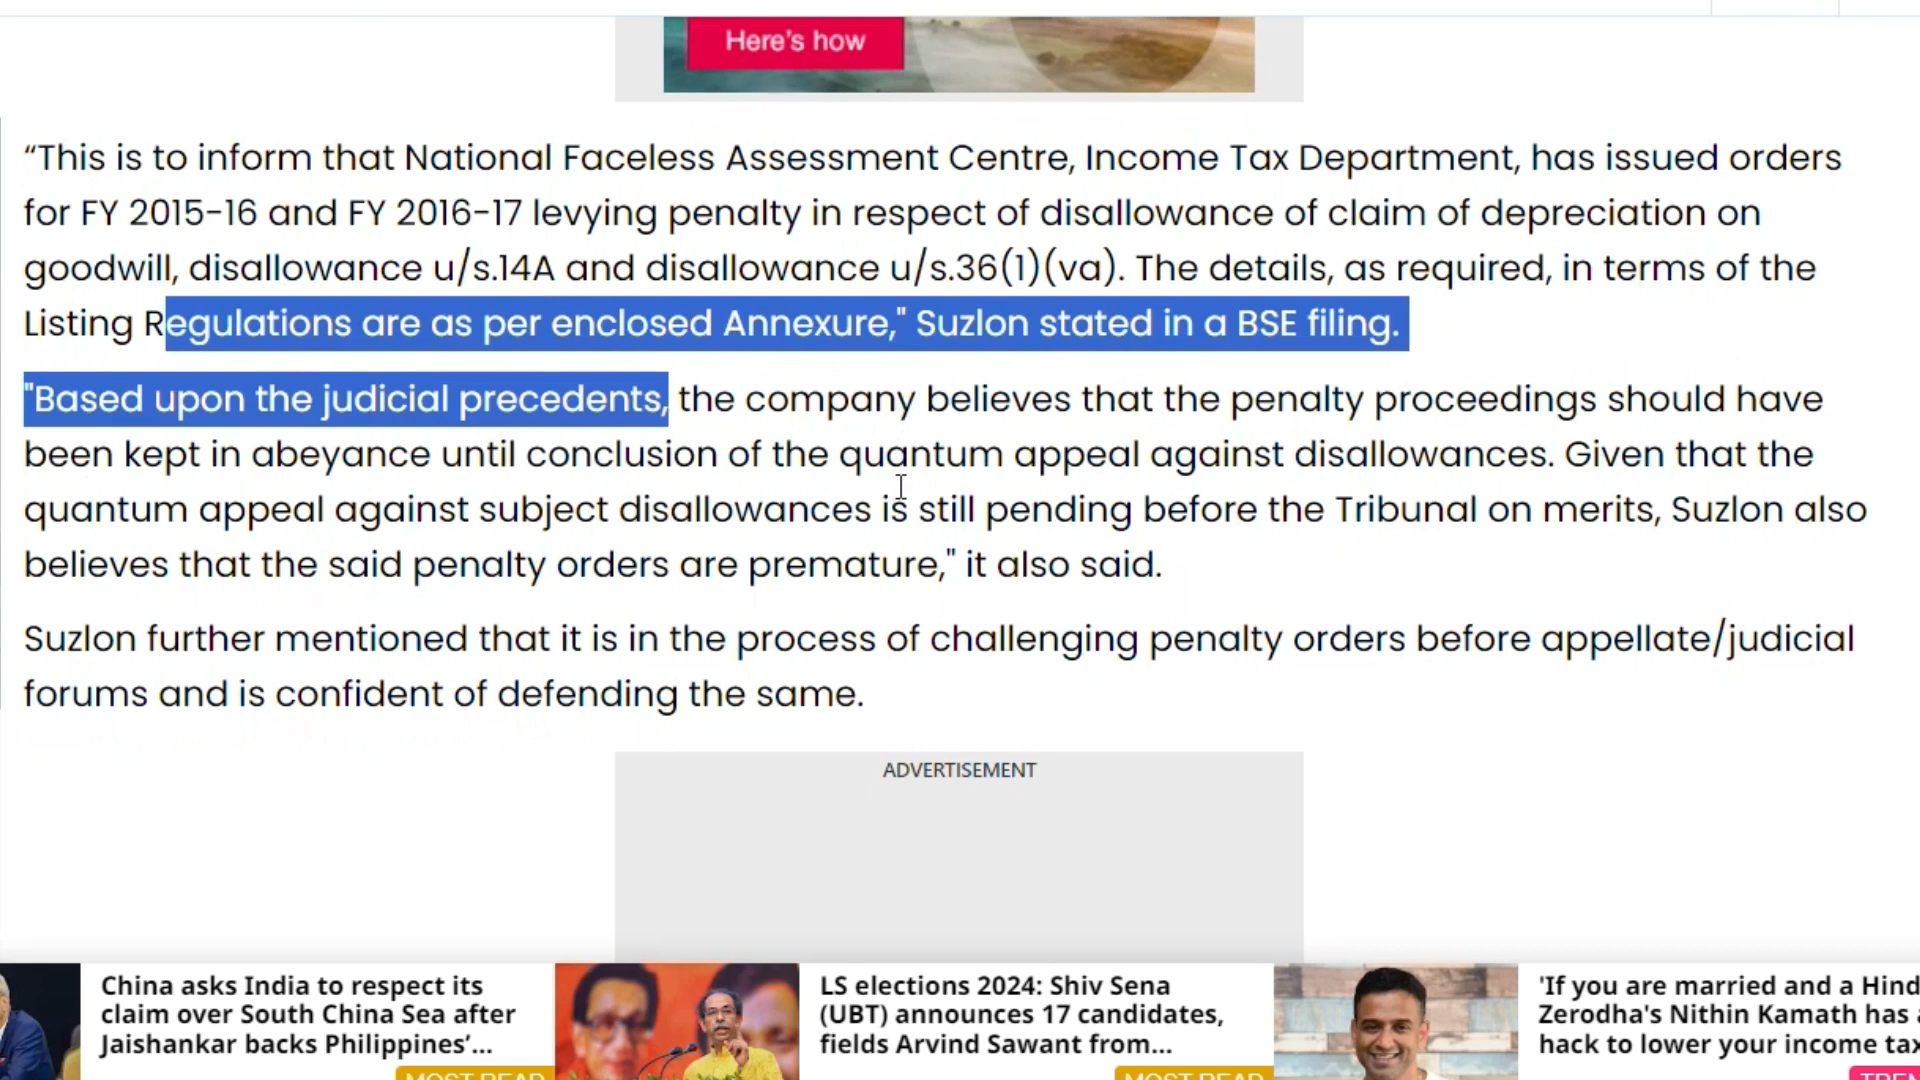 Here's how
“This is to inform that National Faceless Assessment Centre, Income Tax Department, has issued orders
for FY 2015-16 and FY 2016-17 levying penalty in respect of disallowance of claim of depreciation on
goodwill, disallowance u/s.14A and disallowance u/s.36(1)(va). The details, as required, in terms of the
Listing Regulations are as per enclosed Annexure," Suzlon stated in a BSE filing.
"Based upon the judicial precedents, the company believes that the penalty proceedings should have
been kept in abeyance until conclusion of the quantum appeal against disallowances. Given that the
quantum appeal against subject disallowances is still pending before the Tribunal on merits, Suzlon also
believes that the said penalty orders are premature," it also said.
Suzlon further mentioned that it is in the process of challenging penalty orders before appellate/judicial
forums and is confident of defending the same.
ADVERTISEMENT
China asks India to respect its
claim over South China Sea after
Jaishankar backs Philippines’...
MOST READ
LS elections 2024: Shiv Sena
(UBT) announces 17 candidates,
fields Arvind Sawant from...
MOST READ
'If you are married and a Hind
Zerodha's Nithin Kamath has
hack to lower your income tax
TREN